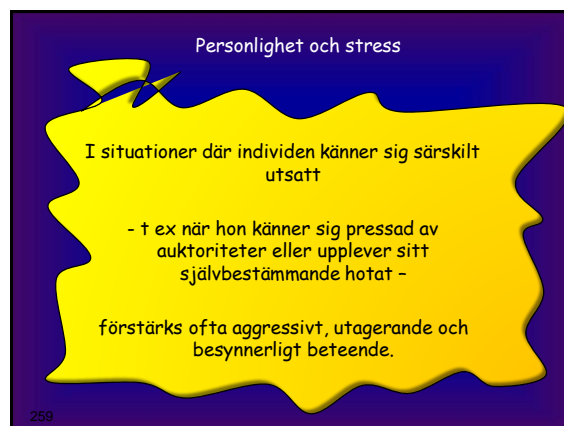 Personlighet och stress
I situationer där individen känner sig särskilt
utsatt
- t ex när hon känner sig pressad av
auktoriteter eller upplever sitt
självbestämmande hotat –
förstärks ofta aggressivt, utagerande och
besynnerligt beteende.
259